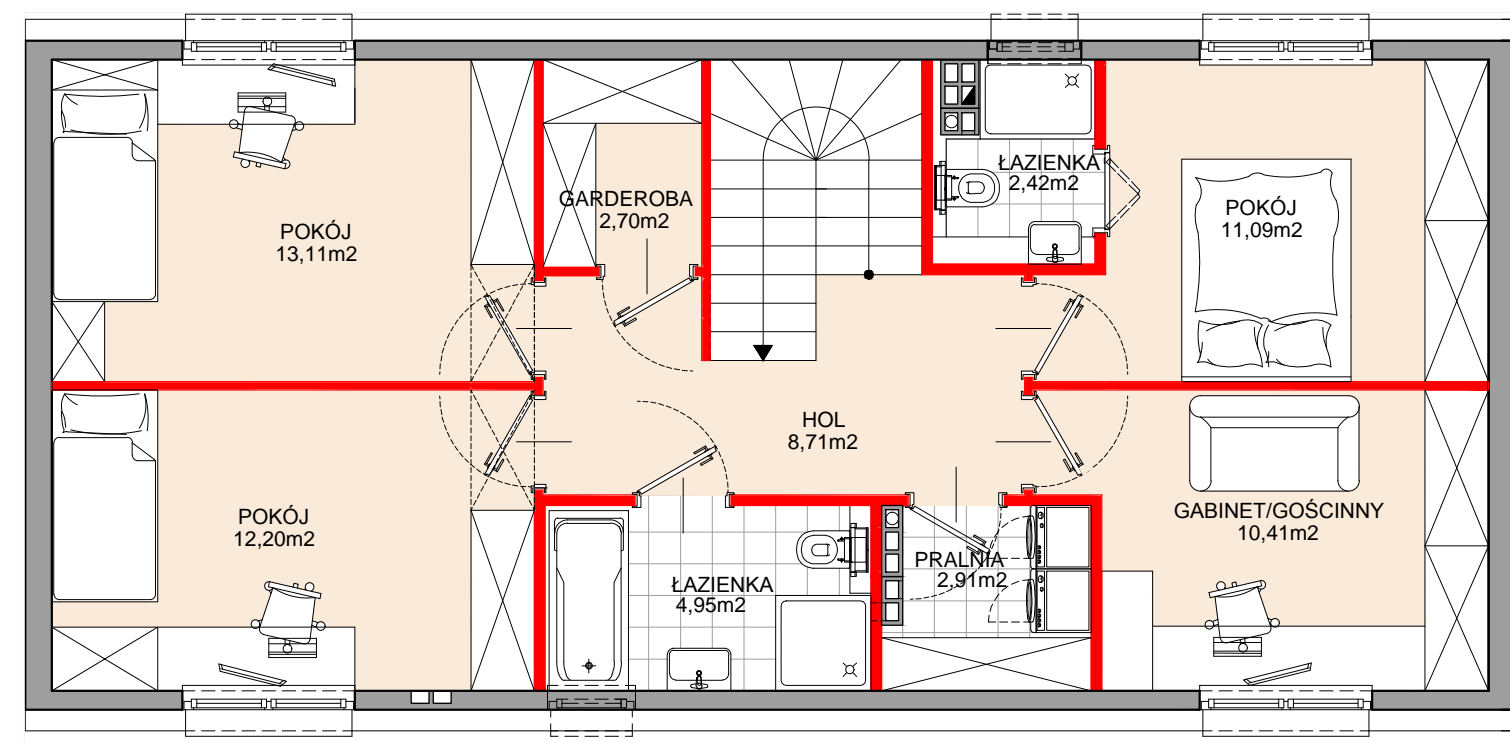 POKÓJ
13,11m2
GARDEROBA
2,70m2
ŁAZIENKA
2,42m2
POKÓJ
11,09m2
HOL
8,71m2
POKÓJ
12,20m2
ŁAZIENKA
4,95m2
PRALNIA
2,91m2
GABINET/GOŚCINNY
10,41m2